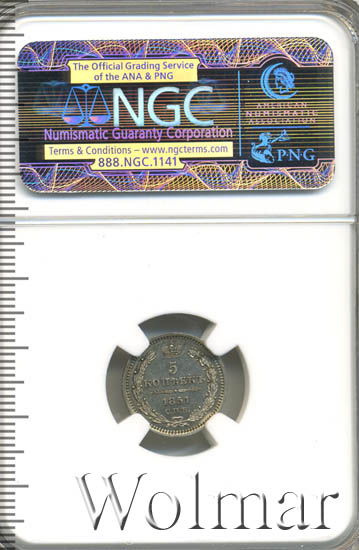 The Official Grading Service
of the ANA & PNG
NGC
Numismatic Guaranty Corporation
Terms & Conditions – www.ngcterms.com
888.NGC.1141
AMERICAN
NUMISMATIC
ASSOCIATION
PNG
5
КОПѢЕКЪ
1851
С.П.Б.
Wolmar